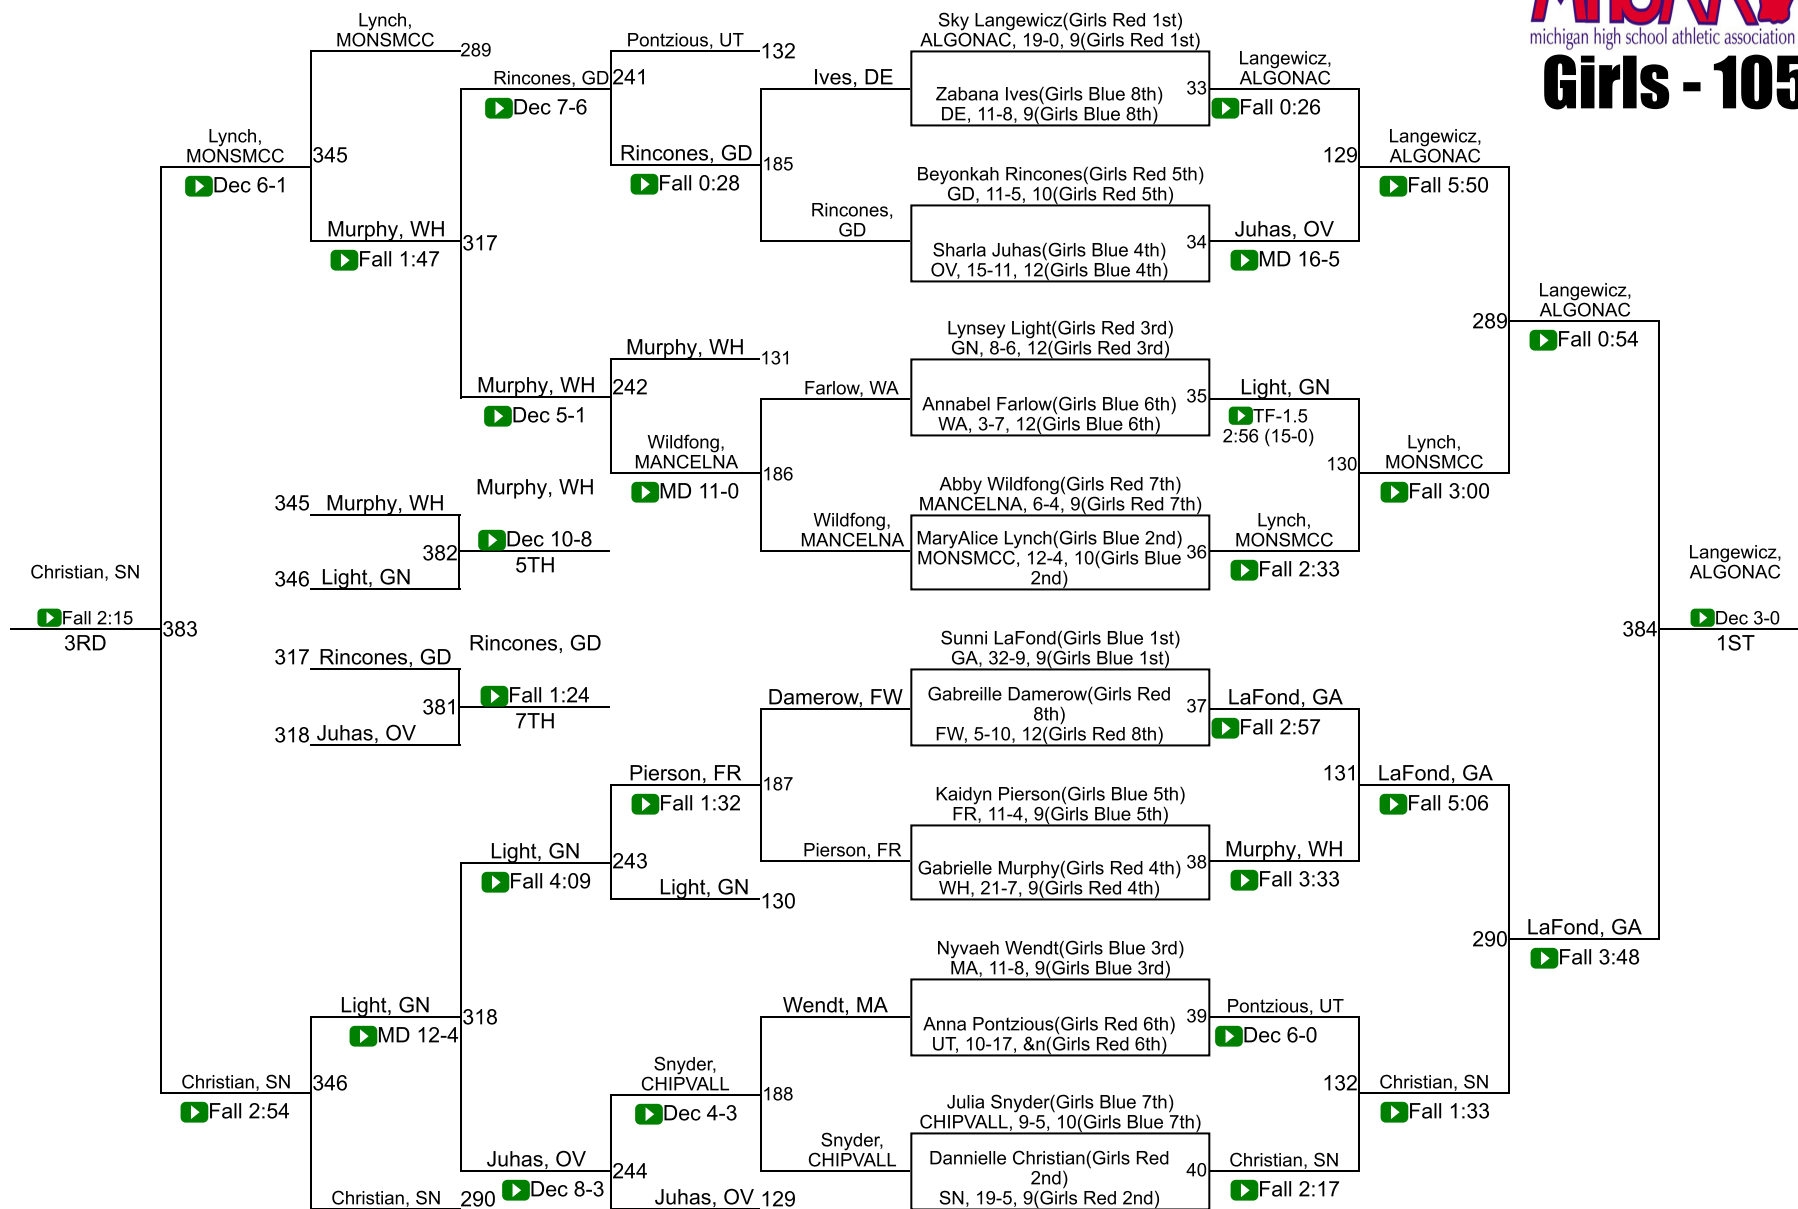 MHSAA
michigan high school athletic association
Girls - 105
Lynch,
MONSMCC
289
Pontzious, UT
132
Rincones, GD
241
Dec 7-6
Ives, DE
Sky Langewicz(Girls Red 1st)
ALGONAC, 19-0, 9(Girls Red 1st)
Zabana Ives(Girls Blue 8th)
DE, 11-8, 9(Girls Blue 8th)
33
Langewicz,
ALGONAC
Fall 0:26
Lynch,
MONSMCC
Dec 6-1
345
Rincones, GD
Fall 0:28
185
129
Langewicz,
ALGONAC
Fall 5:50
Murphy, WH
Fall 1:47
317
Rincones,
GD
Beyonkah Rincones(Girls Red 5th)
GD, 11-5, 10(Girls Red 5th)
Sharla Juhas(Girls Blue 4th)
OV, 15-11, 12(Girls Blue 4th)
34
Juhas, OV
MD 16-5
289
Langewicz,
ALGONAC
Fall 0:54
Murphy, WH
131
Murphy, WH
242
Dec 5-1
Farlow, WA
Lynsey Light(Girls Red 3rd)
GN, 8-6, 12(Girls Red 3rd)
Annabel Farlow(Girls Blue 6th)
WA, 3-7, 12(Girls Blue 6th)
35
Light, GN
TF-1.5
2:56 (15-0)
Wildfong,
MANCELNA
MD 11-0
186
130
Lynch,
MONSMCC
Fall 3:00
345
Murphy, WH
Murphy, WH
382
Dec 10-8
5TH
346
Light, GN
Wildfong,
MANCELNA
Abby Wildfong(Girls Red 7th)
MANCELNA, 6-4, 9(Girls Red 7th)
MaryAlice Lynch(Girls Blue 2nd)
MONSMCC, 12-4, 10(Girls Blue
2nd)
36
Lynch,
MONSMCC
Fall 2:33
Christian, SN
Fall 2:15
3RD
383
384
Langewicz,
ALGONAC
Dec 3-0
1ST
317
Rincones, GD
Rincones, GD
381
Fall 1:24
7TH
318
Juhas, OV
Damerow, FW
Sunni LaFond(Girls Blue 1st)
GA, 32-9, 9(Girls Blue 1st)
Gabreille Damerow(Girls Red
8th)
FW, 5-10, 12(Girls Red 8th)
37
LaFond, GA
Fall 2:57
Pierson, FR
Fall 1:32
187
131
LaFond, GA
Fall 5:06
Light, GN
Fall 4:09
243
Light, GN
130
Pierson, FR
Kaidyn Pierson(Girls Blue 5th)
FR, 11-4, 9(Girls Blue 5th)
Gabrielle Murphy(Girls Red 4th)
WH, 21-7, 9(Girls Red 4th)
38
Murphy, WH
Fall 3:33
290
LaFond, GA
Fall 3:48
Light, GN
MD 12-4
318
Wendt, MA
Nyvaeh Wendt(Girls Blue 3rd)
MA, 11-8, 9(Girls Blue 3rd)
Anna Pontzious(Girls Red 6th)
UT, 10-17, &n(Girls Red 6th)
39
Pontzious, UT
Dec 6-0
Christian, SN
Fall 2:54
346
Snyder,
CHIPVALL
Dec 4-3
188
132
Christian, SN
Fall 1:33
Juhas, OV
Dec 8-3
244
Juhas, OV
129
Snyder,
CHIPVALL
Julia Snyder(Girls Blue 7th)
CHIPVALL, 9-5, 10(Girls Blue 7th)
Dannielle Christian(Girls Red
2nd)
SN, 19-5, 9(Girls Red 2nd)
40
Christian, SN
Fall 2:17
Christian, SN
290